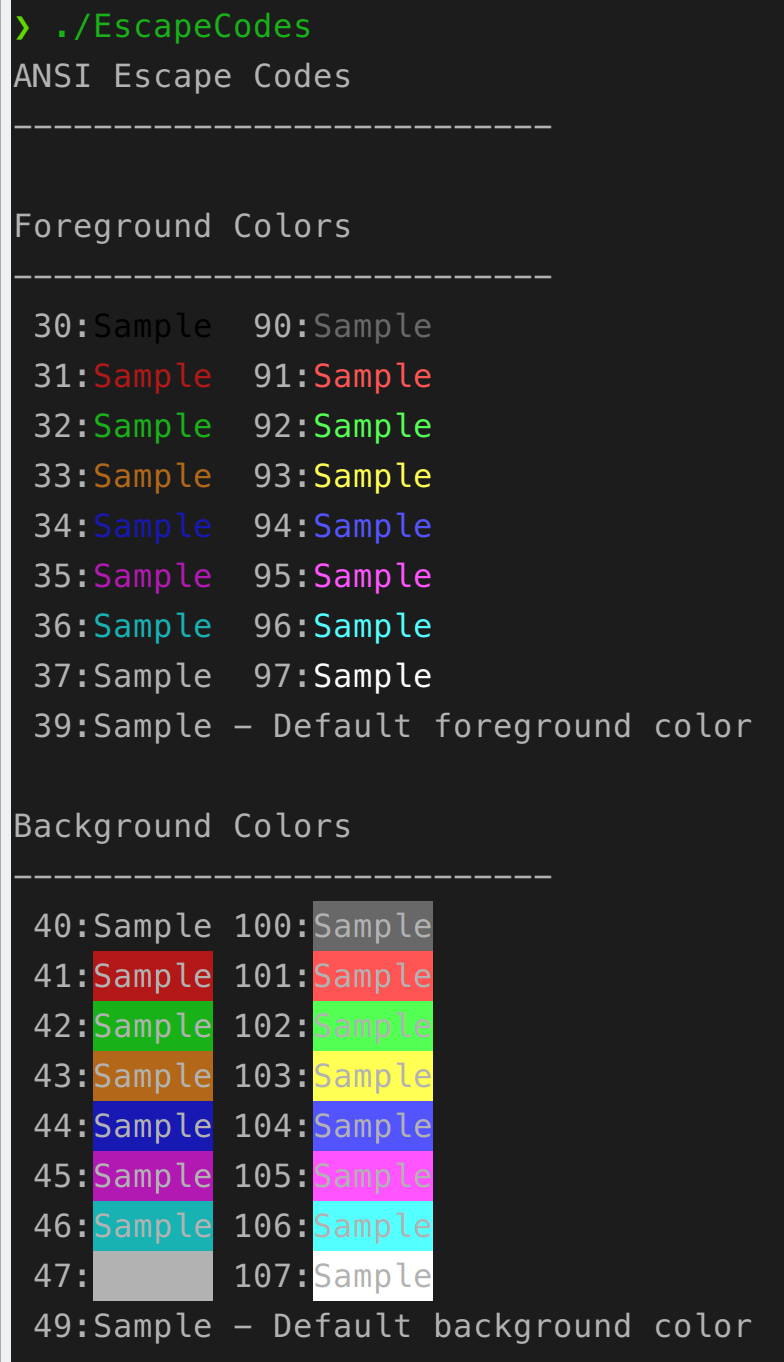 ❯ ./EscapeCodes
ANSI Escape Codes
---------------------------
Foreground Colors
---------------------------
30:Sample 90:Sample
31:Sample 91:Sample
32:Sample 92:Sample
33:Sample 93:Sample
34:Sample 94:Sample
35:Sample 95:Sample
36:Sample 96:Sample
37:Sample 97:Sample
39:Sample - Default foreground color
Background Colors
---------------------------
40:Sample 100:Sample
41:Sample 101:Sample
42:Sample 102:Sample
43:Sample 103:Sample
44:Sample 104:Sample
45:Sample 105:Sample
46:Sample 106:Sample
47: 107:Sample
49:Sample - Default background color